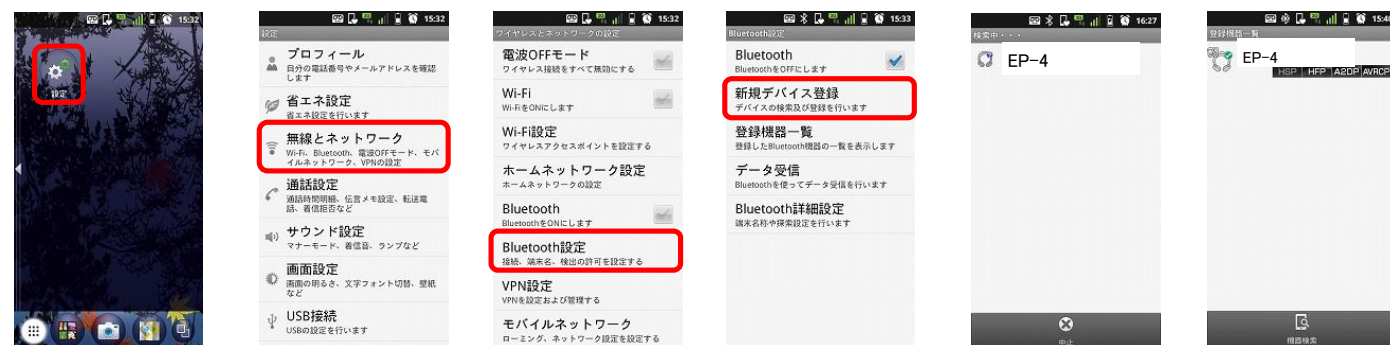 15:32
設定
15:32
設定
プロフィール
自分の電話番号やメールアドレスを確認
します
省エネ設定
省エネ設定を行います
無線とネットワーク
Wi-Fi、Bluetooth、電波OFFモード、モバ
イルネットワーク、VPNの設定
通話設定
通話時間明細、伝言メモ設定、転送電
話、着信拒否など
サウンド設定
マナーモード、着信音、ランプなど
画面設定
画面の明るさ、文字フォント切替、壁紙
など
USB接続
USBの設定を行います
15:32
ワイヤレスとネットワークの設定
電波OFFモード
ワイヤレス接続をすべて無効にする
Wi-Fi
Wi-FiをONにします
Wi-Fi設定
ワイヤレスアクセスポイントを設定する
ホームネットワーク設定
ホームネットワークの設定
Bluetooth
BluetoothをONにします
Bluetooth設定
接続、端末名、検出の許可を設定する
VPN設定
VPNを設定および管理する
モバイルネットワーク
ローミング、ネットワーク設定を設定する
15:33
Bluetooth設定
Bluetooth
BluetoothをOFFにします
新規デバイス登録
デバイスの検索及び登録を行います
登録機器一覧
登録したBluetooth機器の一覧を表示します
データ受信
Bluetoothを使ってデータ受信を行います
Bluetooth詳細設定
端末名称や探索設定を行います
16:27
検索中・・・
EP-4
中止
15:48
登録機器一覧
EP-4
HSP HFP A2DP AVRCP
機器検索